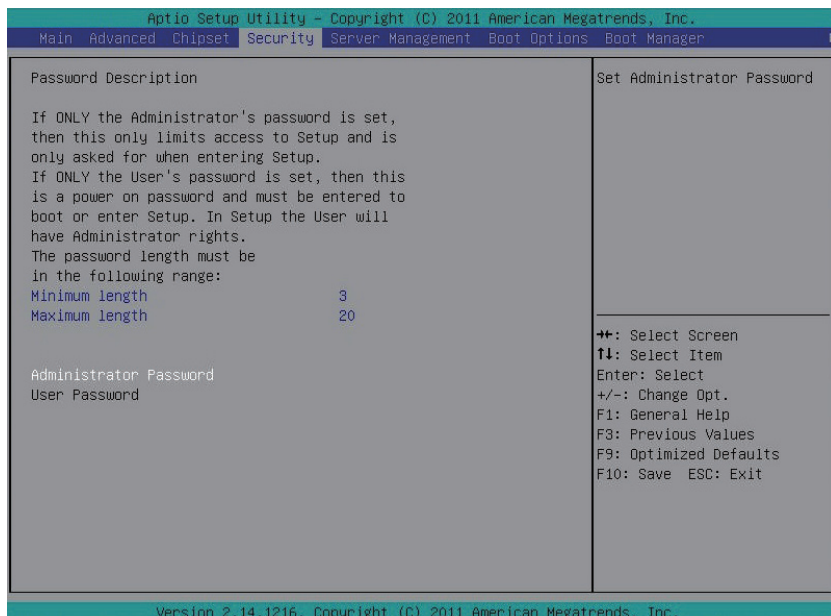 Aptio Setup Utility – Copyright (C) 2011 American Megatrends, Inc.
Main Advanced Chipset Security Server Management Boot Options Boot Manager
Password Description
If ONLY the Administrator's password is set,
then this only limits access to Setup and is
only asked for when entering Setup.
If ONLY the User's password is set, then this
is a power on password and must be entered to
boot or enter Setup. In Setup the User will
have Administrator rights.
The password length must be
in the following range:
Minimum length 3
Maximum length 20
Administrator Password
User Password
Set Administrator Password
→←: Select Screen
↑↓: Select Item
Enter: Select
+/-: Change Opt.
F1: General Help
F3: Previous Values
F9: Optimized Defaults
F10: Save ESC: Exit
Version 2.14.1216. Copyright (C) 2011 American Megatrends, Inc.